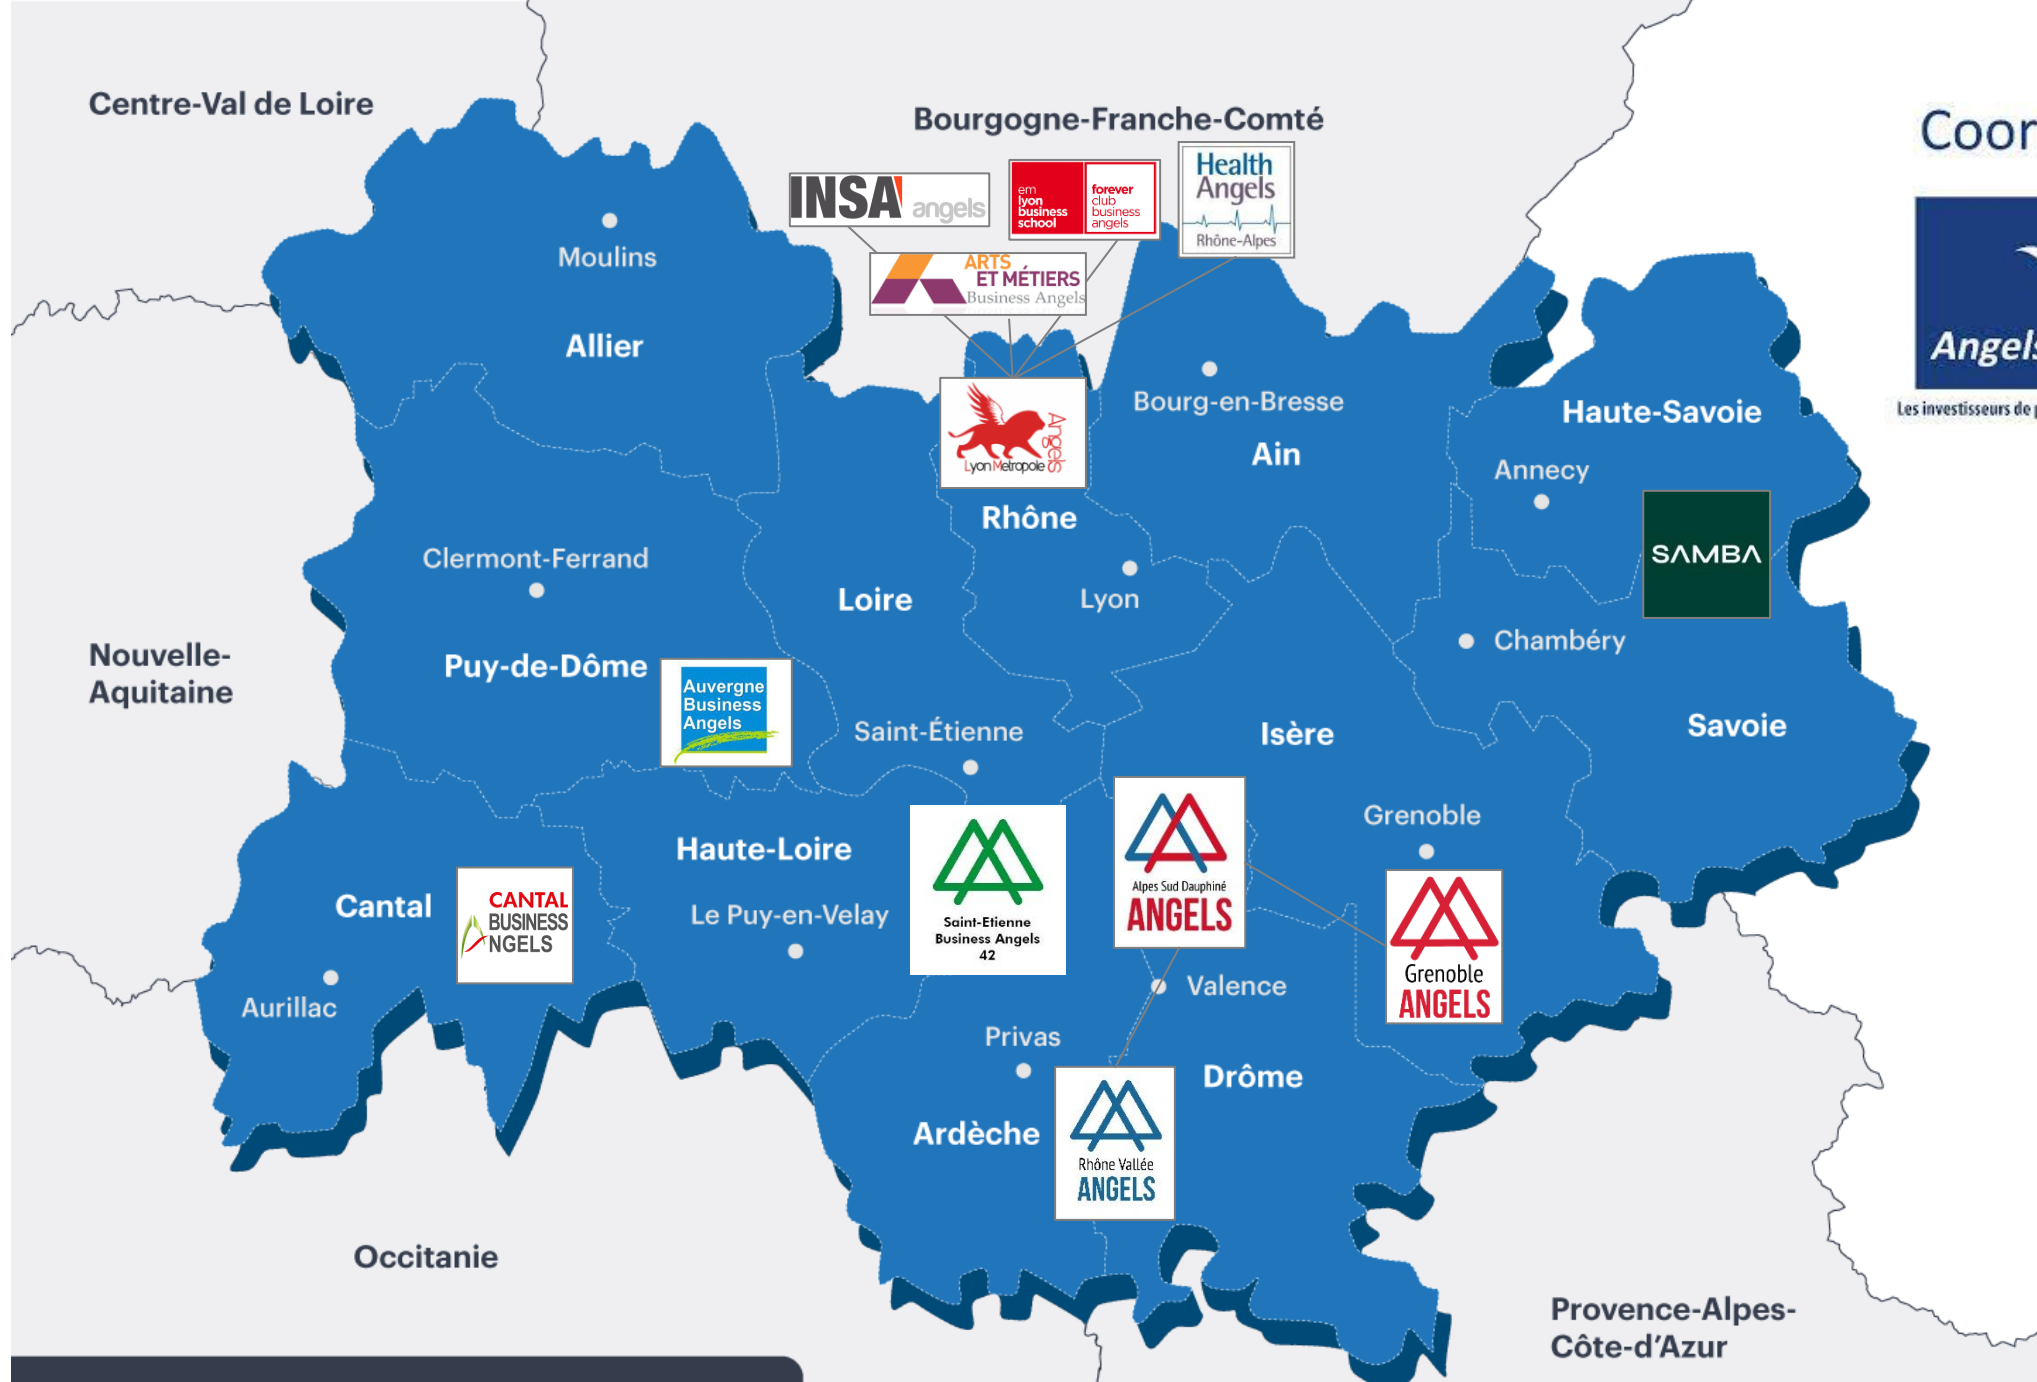 Centre-Val de Loire
Bourgogne-Franche-Comté
Coor
INSA angels
em
lyon
business
school
forever
club
business
angels
Health
Angels
Rhône-Alpes
ARTS
ET MÉTIERS
Business Angels
Moulins
Allier
Angels
Les investisseurs de p
Bourg-en-Bresse
Ain
Haute-Savoie
Annecy
Lyon Metropole
Angels
Rhône
Lyon
SAMBA
Clermont-Ferrand
Puy-de-Dôme
Loire
Chambéry
Nouvelle-
Aquitaine
Auvergne
Business
Angels
Saint-Étienne
Isère
Savoie
Grenoble
Haute-Loire
Le Puy-en-Velay
Cantal
CANTAL
BUSINESS
NGELS
Aurillac
Saint-Etienne
Business Angels
42
Alpes Sud Dauphiné
ANGELS
Grenoble
ANGELS
Valence
Privas
Drôme
Ardèche
Rhône Vallée
ANGELS
Occitanie
Provence-Alpes-
Côte-d'Azur